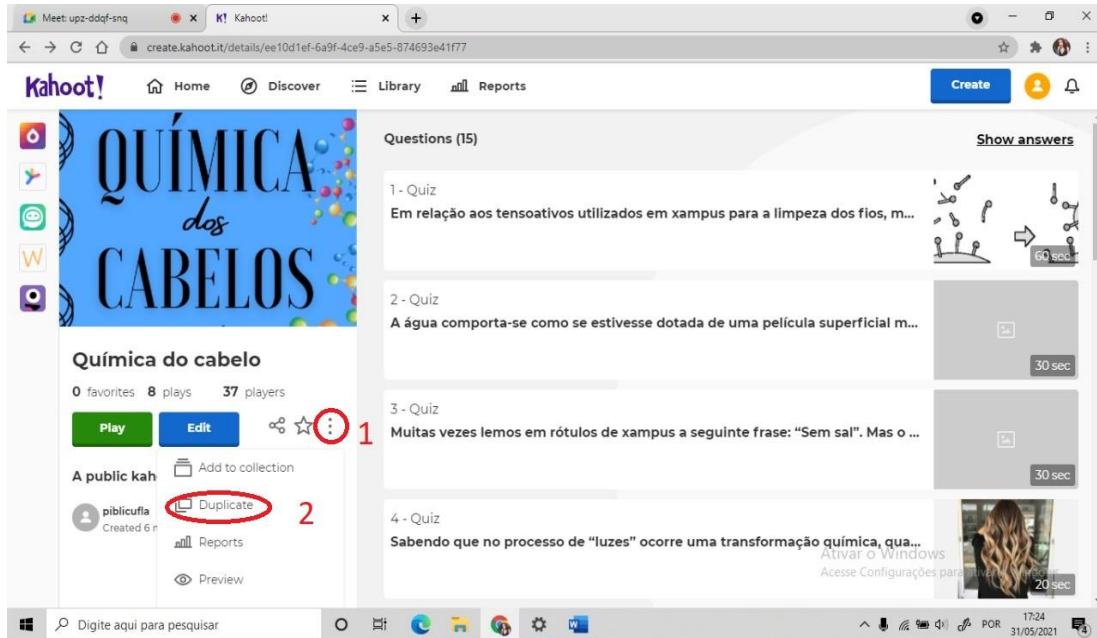 Meet: upz-ddqf-snq
K! Kahoot!
create.kahoot.it/details/ee10d1ef-6a9f-4ce9-a5e5-874693e41f77
Kahoot!
Home
Discover
Library
Reports
Create
2
QUÍMICA
dos
CABELOS
Química do cabelo
0 favorites 8 plays 37 players
Play
Edit
1
A public kah
piblicufla
Created 6 m
Add to collection
Duplicate
2
Reports
Preview
Questions (15)
Show answers
1 - Quiz
Em relação aos tensoativos utilizados em xampus para a limpeza dos fios, m...
60 sec
2 - Quiz
A água comporta-se como se estivesse dotada de uma película superficial m...
30 sec
3 - Quiz
Muitas vezes lemos em rótulos de xampus a seguinte frase: “Sem sal”. Mas o ...
30 sec
4 - Quiz
Sabendo que no processo de “luzes” ocorre uma transformação química, qua...
20 sec
Ativar o Windows
Acesse Configurações para
Digite aqui para pesquisar
W
POR
17:24
31/05/2021
4